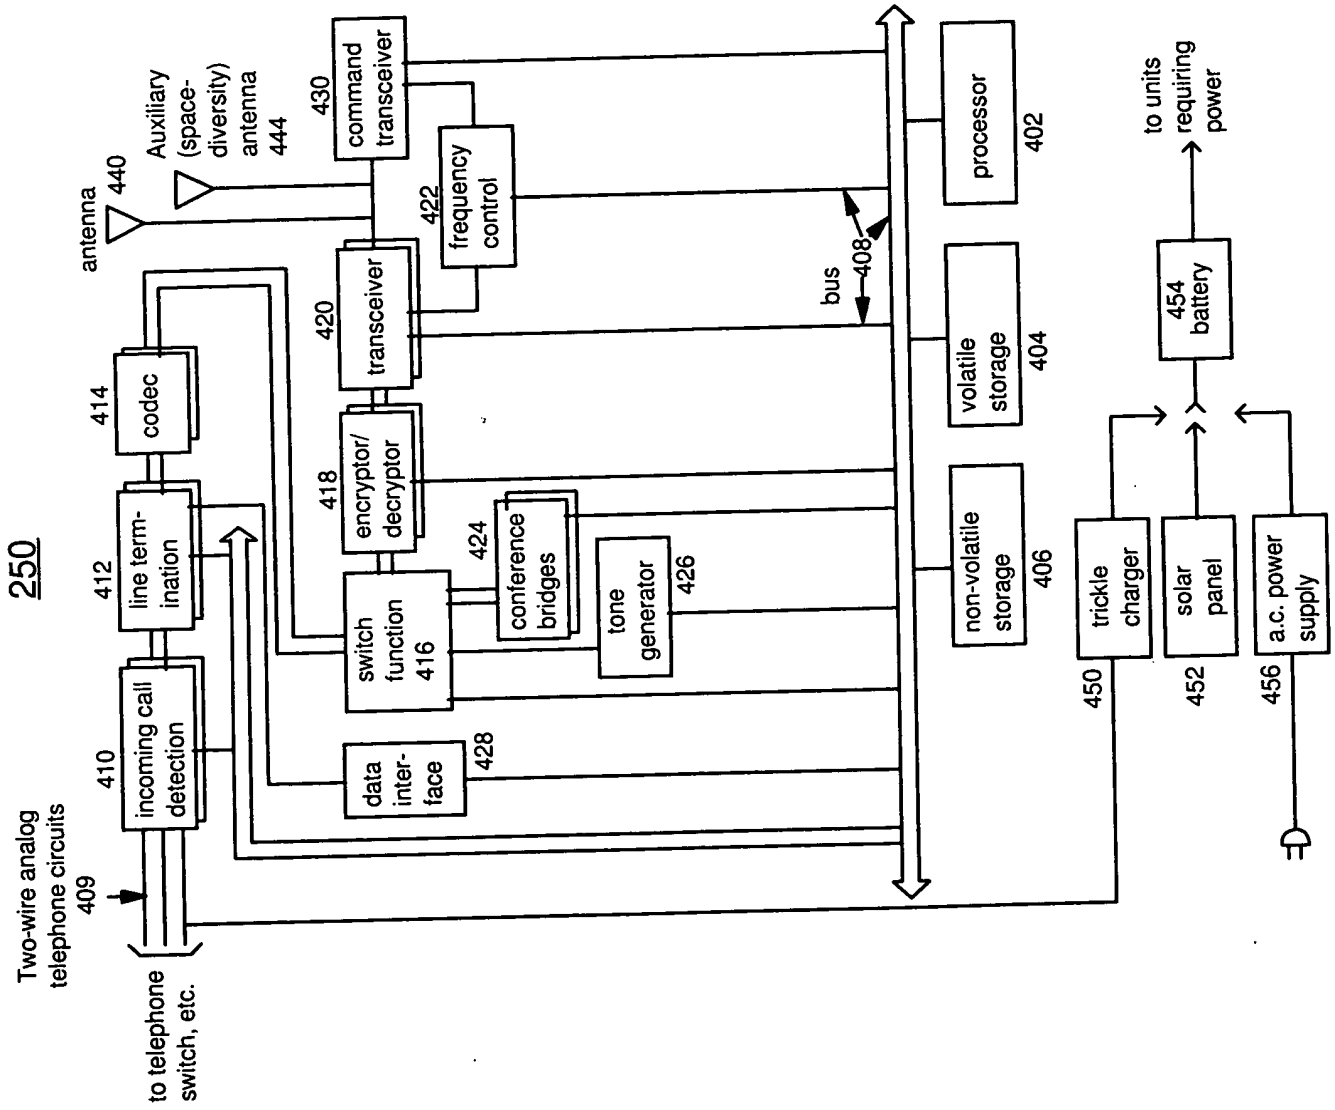 250
Two-wire analog
telephone circuits
409
to telephone
switch, etc.
410
incoming call
detection
412
line term-
ination
414
codec
antenna
440
Auxiliary
(space-
diversity)
antenna
444
data
inter-
face
428
switch
function
416
418
encryptor/
decryptor
420
transceiver
430
command
transceiver
422
frequency
control
424
conference
bridges
tone
generator
426
bus
408
non-volatile
storage
406
volatile
storage
404
processor
402
450
trickle
charger
452
solar
panel
456
a.c. power
supply
454
battery
to units
requiring
power